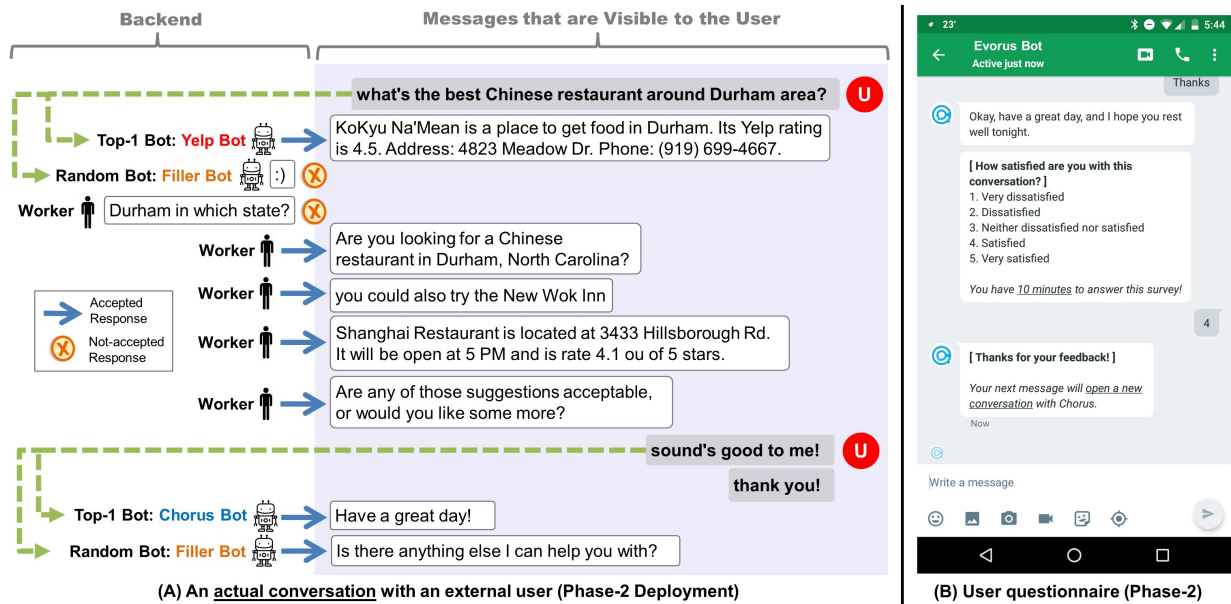 Backend
Messages that are Visible to the User
what's the best Chinese restaurant around Durham area?
U
Top-1 Bot: Yelp Bot
KoKyu Na'Mean is a place to get food in Durham. Its Yelp rating
is 4.5. Address: 4823 Meadow Dr. Phone: (919) 699-4667.
Random Bot: Filler Bot
:)
X
Worker
Durham in which state?
X
Worker
Are you looking for a Chinese
restaurant in Durham, North Carolina?
Worker
you could also try the New Wok Inn
Accepted
Response
X
Not-accepted
Response
Worker
Shanghai Restaurant is located at 3433 Hillsborough Rd.
It will be open at 5 PM and is rate 4.1 ou of 5 stars.
Worker
Are any of those suggestions acceptable,
or would you like some more?
sound's good to me!
U
thank you!
Top-1 Bot: Chorus Bot
Have a great day!
Random Bot: Filler Bot
Is there anything else I can help you with?
(A) An actual conversation with an external user (Phase-2 Deployment)
23°
5:44
Evorus Bot
Active just now
Thanks
Okay, have a great day, and I hope you rest
well tonight.
[ How satisfied are you with this
conversation? ]
1. Very dissatisfied
2. Dissatisfied
3. Neither dissatisfied nor satisfied
4. Satisfied
5. Very satisfied
You have 10 minutes to answer this survey!
4
[ Thanks for your feedback! ]
Your next message will open a new
conversation with Chorus.
Now
Write a message
(B) User questionnaire (Phase-2)